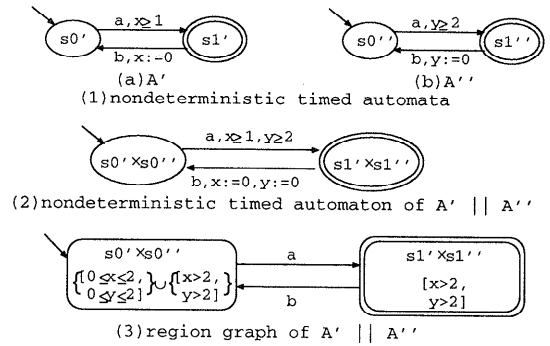 a,x≥1
s0'
s1'
b,x:-0
(a)A'
a,y≥2
s0''
s1''
b,y:=0
(b)A''
(1)nondeterministic timed automata
a,x≥1,y≥2
s0'×s0''
s1'×s1''
b,x:=0,y:=0
(2)nondeterministic timed automaton of A' || A''
s0'×s0''
{[0≤x≤2, 0≤y≤2]}∪{[x>2, y>2]}
a
b
s1'×s1''
[x>2,
y>2]
(3)region graph of A' || A''